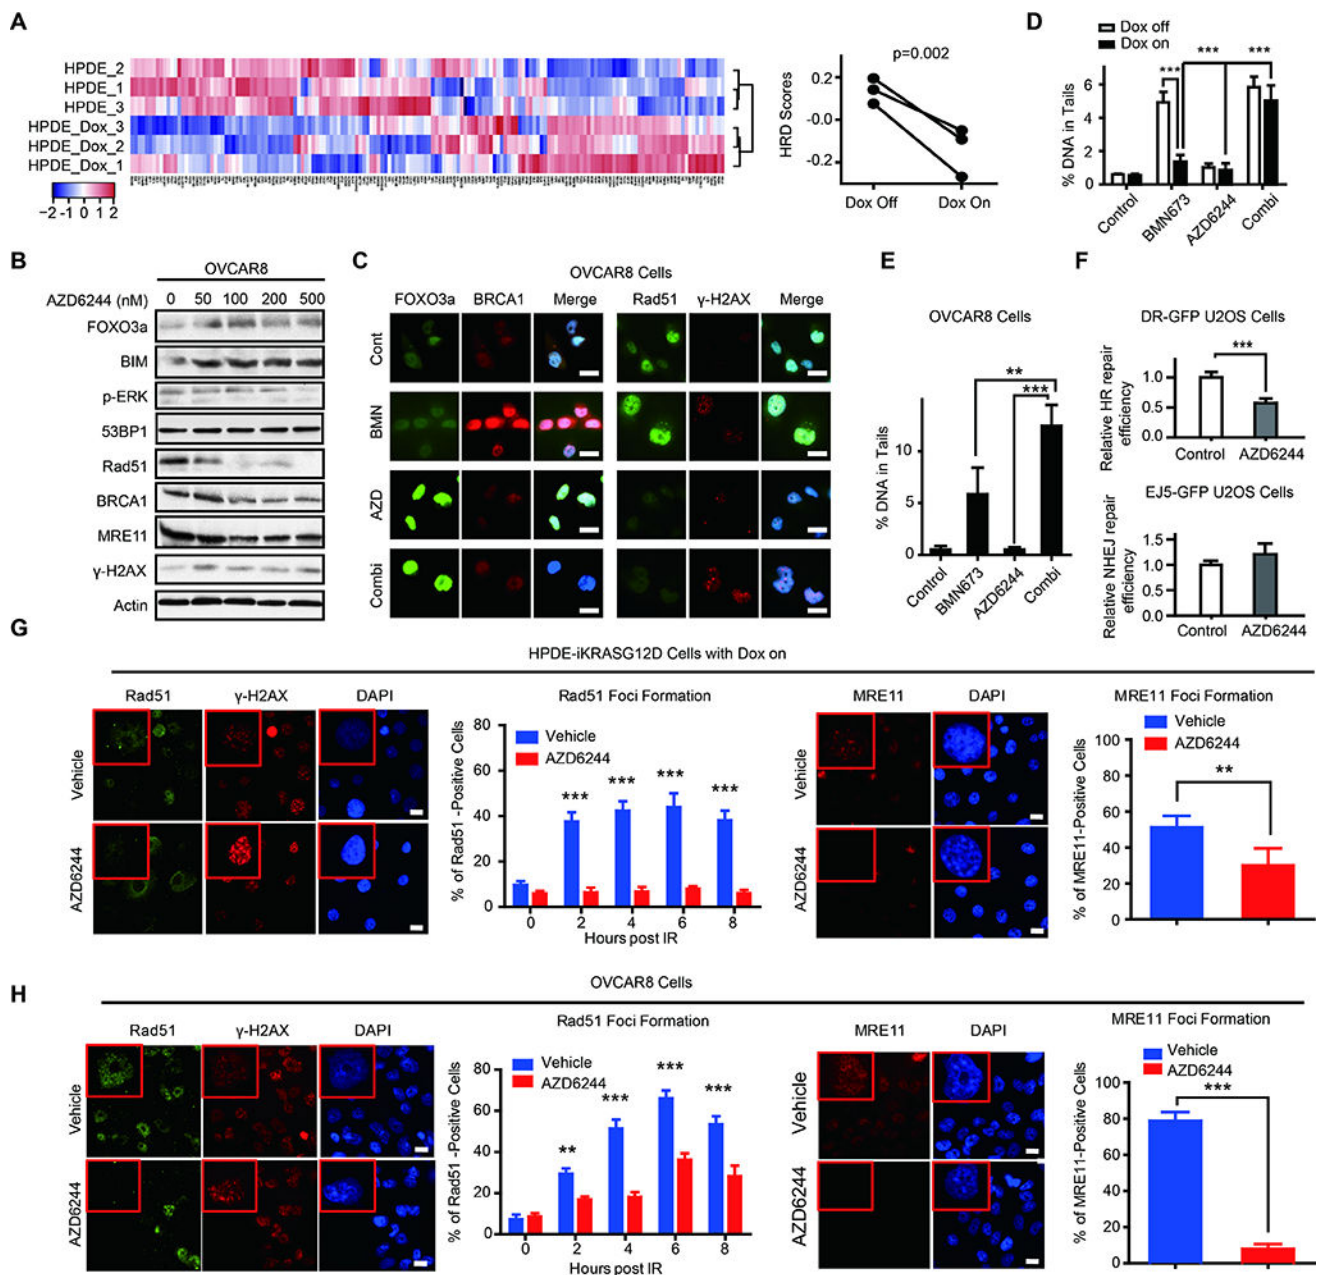 A
HPDE_2
HPDE_1
HPDE_3
HPDE_Dox_3
HPDE_Dox_2
HPDE_Dox_1
−2 -1 0 1 2
p=0.002
HRD Scores
0.2
-0.0
-0.2
Dox Off Dox On
D
Dox off
Dox on
*** ***
***
% DNA in Tails
6
4
2
0
Control
BMN673
AZD6244
Combi
B
OVCAR8
AZD6244 (nM) 0 50 100 200 500
FOXO3a
BIM
p-ERK
53BP1
Rad51
BRCA1
MRE11
γ-H2AX
Actin
C
OVCAR8 Cells
FOXO3a BRCA1 Merge Rad51 γ-H2AX Merge
Cont
BMN
AZD
Combi
E
OVCAR8 Cells
**
***
% DNA in Tails
10
5
0
Control
BMN673
AZD6244
Combi
F
DR-GFP U2OS Cells
***
Relative HR repair
efficiency
1.0
0.5
0.0
Control AZD6244
EJ5-GFP U2OS Cells
Relative NHEJ repair
efficiency
1.5
1.0
0.5
0.0
Control AZD6244
G
HPDE-iKRASG12D Cells with Dox on
Rad51 γ-H2AX DAPI
Vehicle
AZD6244
Rad51 Foci Formation
Vehicle
AZD6244
*** *** *** ***
% of Rad51 -Positive Cells
80
60
40
20
0
0 2 4 6 8
Hours post IR
MRE11 DAPI
Vehicle
AZD6244
MRE11 Foci Formation
Vehicle
AZD6244
**
% of MRE11-Positive Cells
100
80
60
40
20
0
H
OVCAR8 Cells
Rad51 γ-H2AX DAPI
Vehicle
AZD6244
Rad51 Foci Formation
Vehicle
AZD6244
** *** *** ***
% of Rad51 -Positive Cells
80
60
40
20
0
0 2 4 6 8
Hours post IR
MRE11 DAPI
Vehicle
AZD6244
MRE11 Foci Formation
Vehicle
AZD6244
***
% of MRE11-Positive Cells
100
80
60
40
20
0